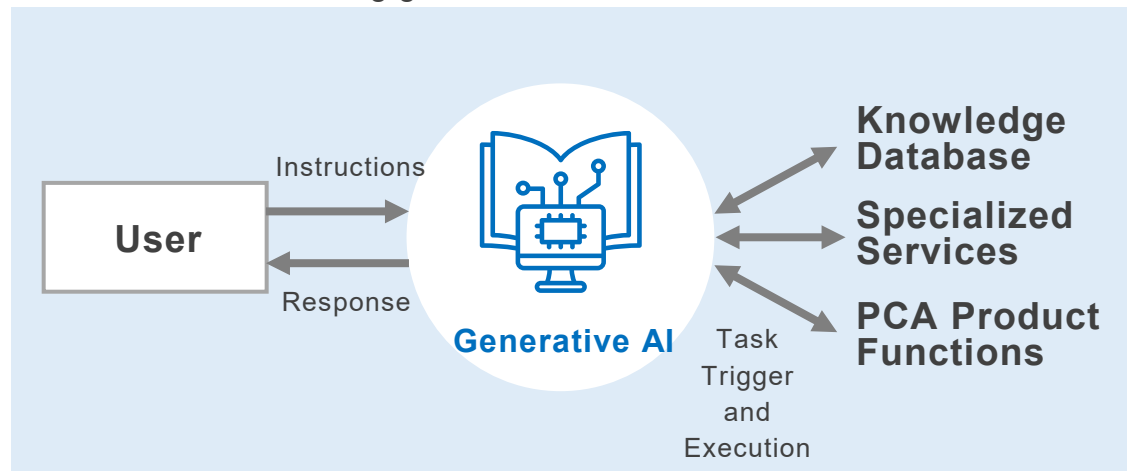 Instructions
User
Response
Generative AI
Knowledge
Database
Specialized
Services
PCA Product
Functions
Task
Trigger
and
Execution